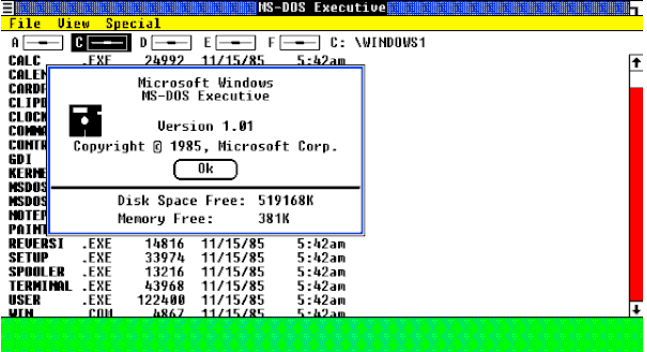 MS-DOS Executive
File View Special
A C D E F C: \WINDOWS1
CALC .EXE 24992 11/15/85 5:42am
CALEN
CARDF
CLIPB
CLOCK
COMMA
CONTR
GDI
KERNE
MSDOS
MSDOS
NOTEP
PAINT
Microsoft Windows
MS-DOS Executive
Version 1.01
Copyright © 1985, Microsoft Corp.
Ok
Disk Space Free: 519168K
Memory Free: 381K
REVERSI .EXE 14816 11/15/85 5:42am
SETUP .EXE 33974 11/15/85 5:42am
SPOOLER .EXE 13216 11/15/85 5:42am
TERMINAL .EXE 43968 11/15/85 5:42am
USER .EXE 122400 11/15/85 5:42am
WIN .COM 4867 11/15/85 5:42am